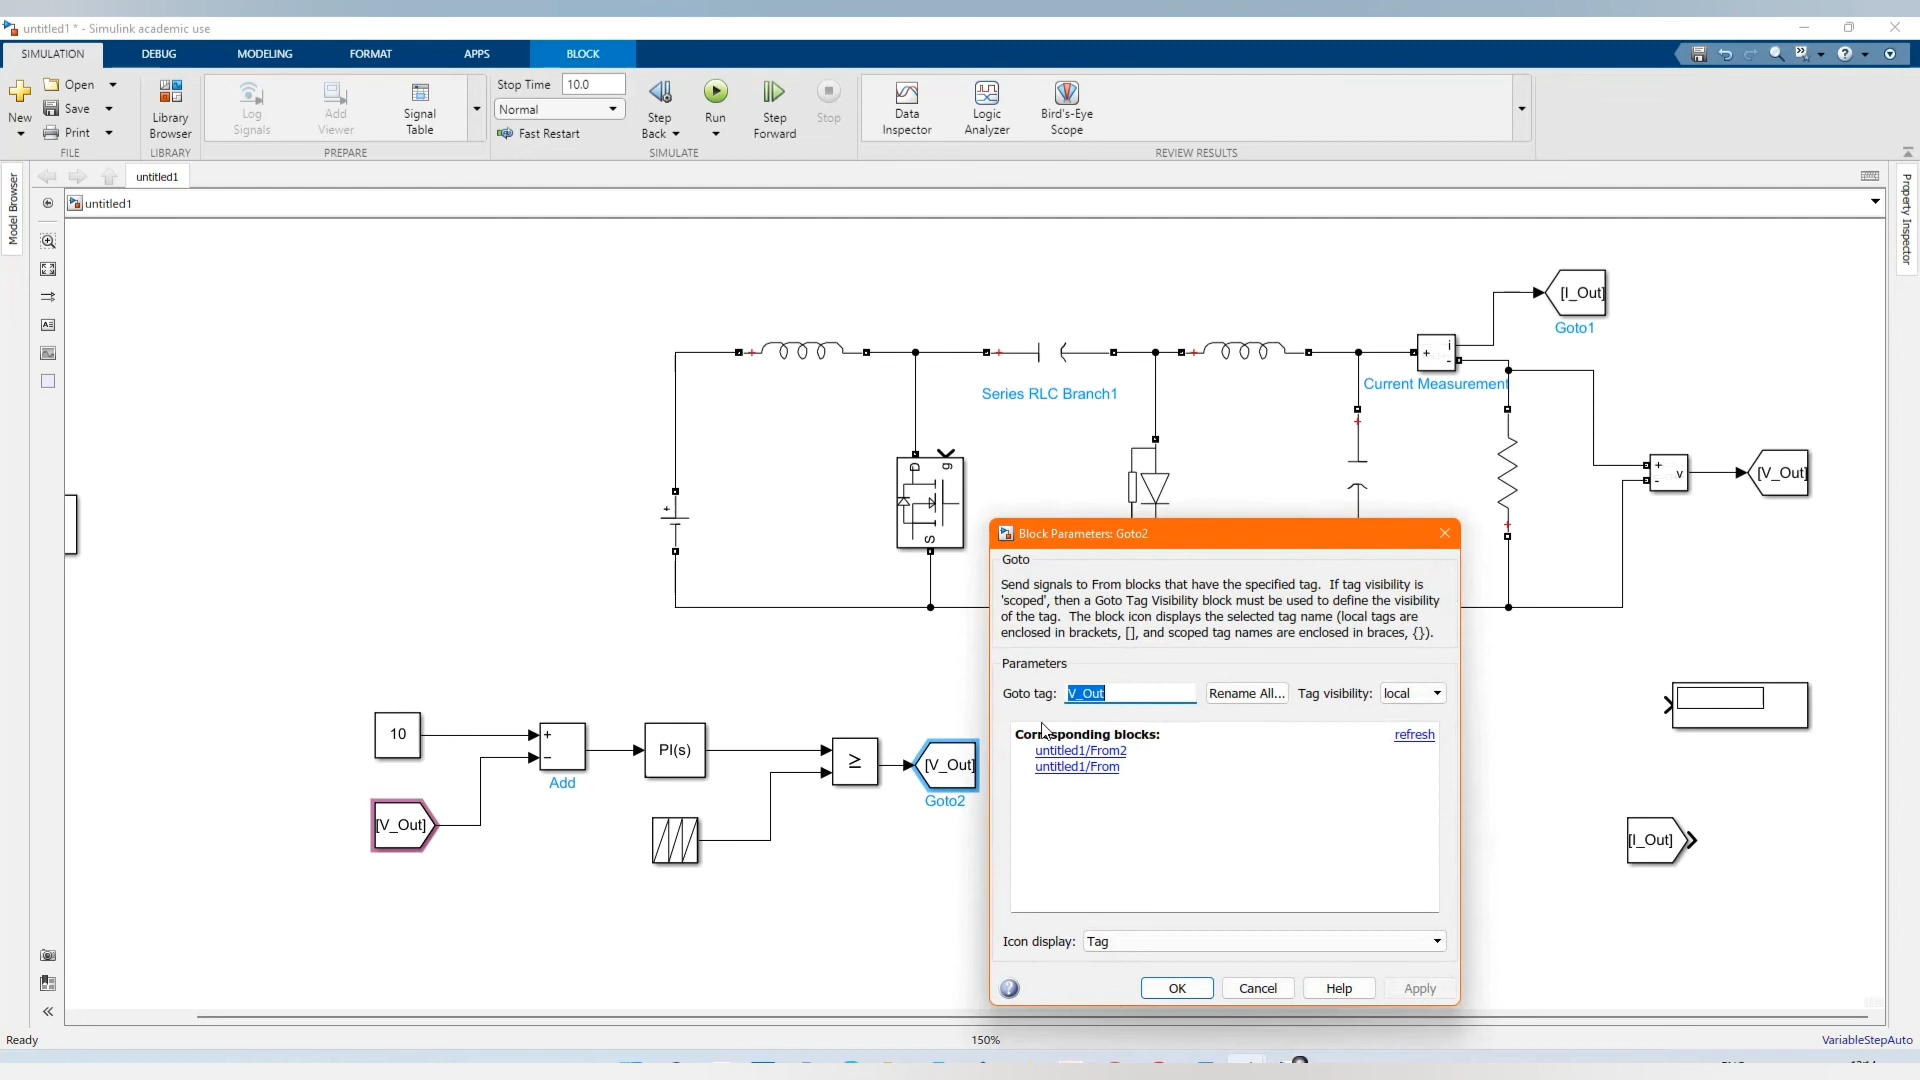 untitled1 * - Simulink academic use
SIMULATION DEBUG MODELING FORMAT APPS BLOCK
New
Open
Save
Print
FILE
Library
Browser
LIBRARY
Log
Signals
Add
Viewer
Signal
Table
PREPARE
Stop Time 10.0
Normal
Fast Restart
Step
Back
Run
Step
Forward
Stop
SIMULATE
Data
Inspector
Logic
Analyzer
Bird's-Eye
Scope
REVIEW RESULTS
Model Browser
untitled1
untitled1
Property Inspector
[I_Out]
Goto1
Series RLC Branch1
i
+
-
Current Measurement
D
g
S
+
-
v
[V_Out]
Block Parameters: Goto2
Goto
Send signals to From blocks that have the specified tag. If tag visibility is
'scoped', then a Goto Tag Visibility block must be used to define the visibility
of the tag. The block icon displays the selected tag name (local tags are
enclosed in brackets, [], and scoped tag names are enclosed in braces, {}).
Parameters
Goto tag: V_Out Rename All... Tag visibility: local
Corresponding blocks: refresh
untitled1/From2
untitled1/From
Icon display: Tag
OK Cancel Help Apply
10
+
−
Add
PI(s)
≥
[V_Out]
Goto2
[V_Out]
[I_Out]
Ready 150% VariableStepAuto